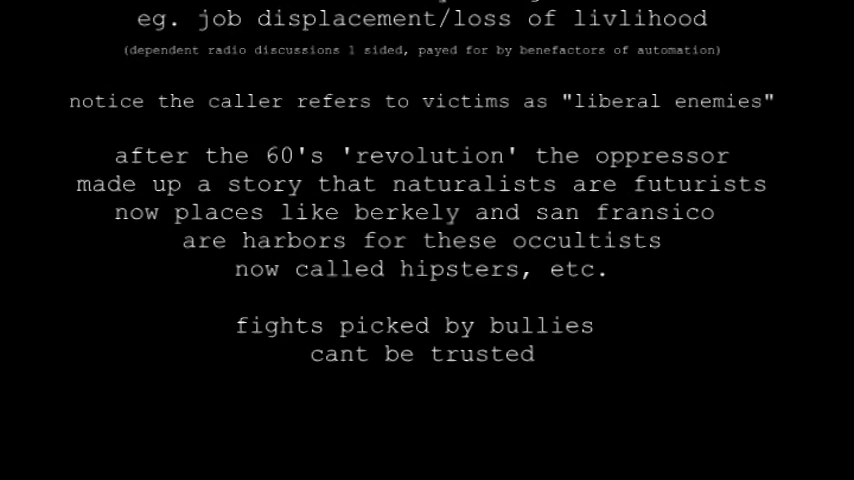 eg. job displacement/loss of livlihood
(dependent radio discussions 1 sided, payed for by benefactors of automation)
notice the caller refers to victims as "liberal enemies"
after the 60's 'revolution' the oppressor
made up a story that naturalists are futurists
now places like berkely and san fransico
are harbors for these occultists
now called hipsters, etc.
fights picked by bullies
cant be trusted